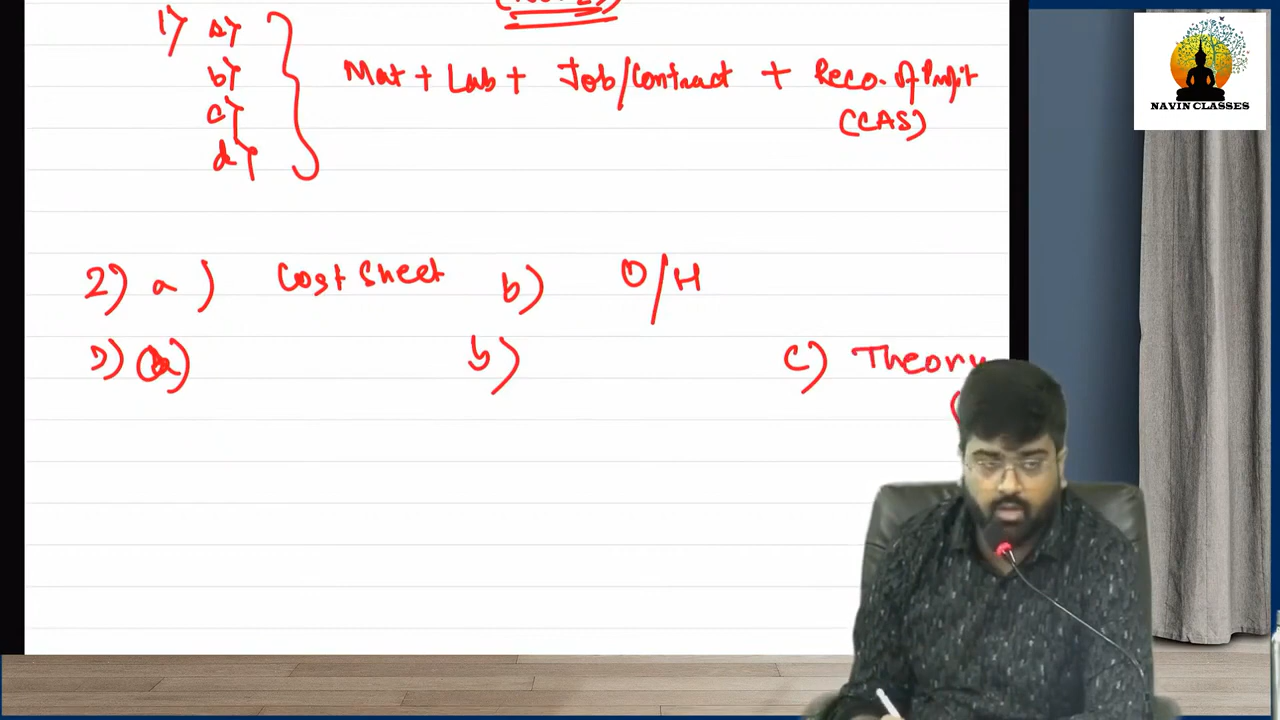 1) a)
b)
c)
d)
Mat + Lab + Job/Contract + Reco. of Profit
(CAS)
2) a) Cost Sheet b) O/H
3) (a) b) c) Theory
NAVIN CLASSES